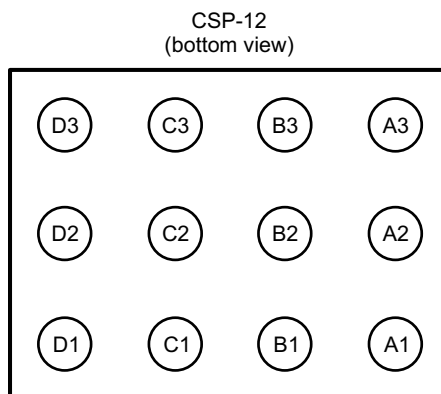 CSP-12
(bottom view)
D3 C3 B3 A3
D2 C2 B2 A2
D1 C1 B1 A1